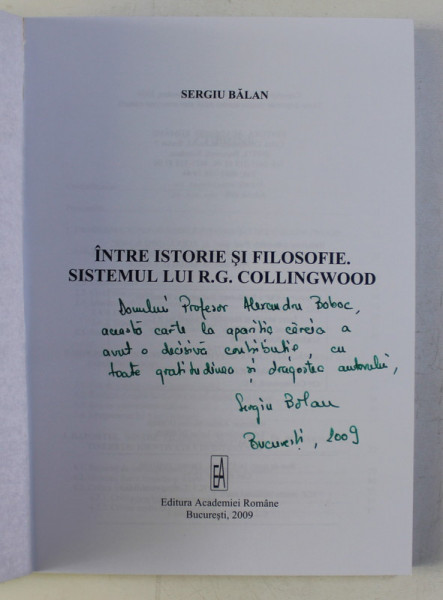 SERGIU BĂLAN
ÎNTRE ISTORIE ȘI FILOSOFIE.
SISTEMUL LUI R.G. COLLINGWOOD
Domnului Profesor Alexandru Boboc,
această carte la apariția căreia a
avut o decisivă contribuție, cu
toate gratitudinea și dragostea autorului,
Sergiu Bălan
București, 2009
EA
Editura Academiei Române
București, 2009